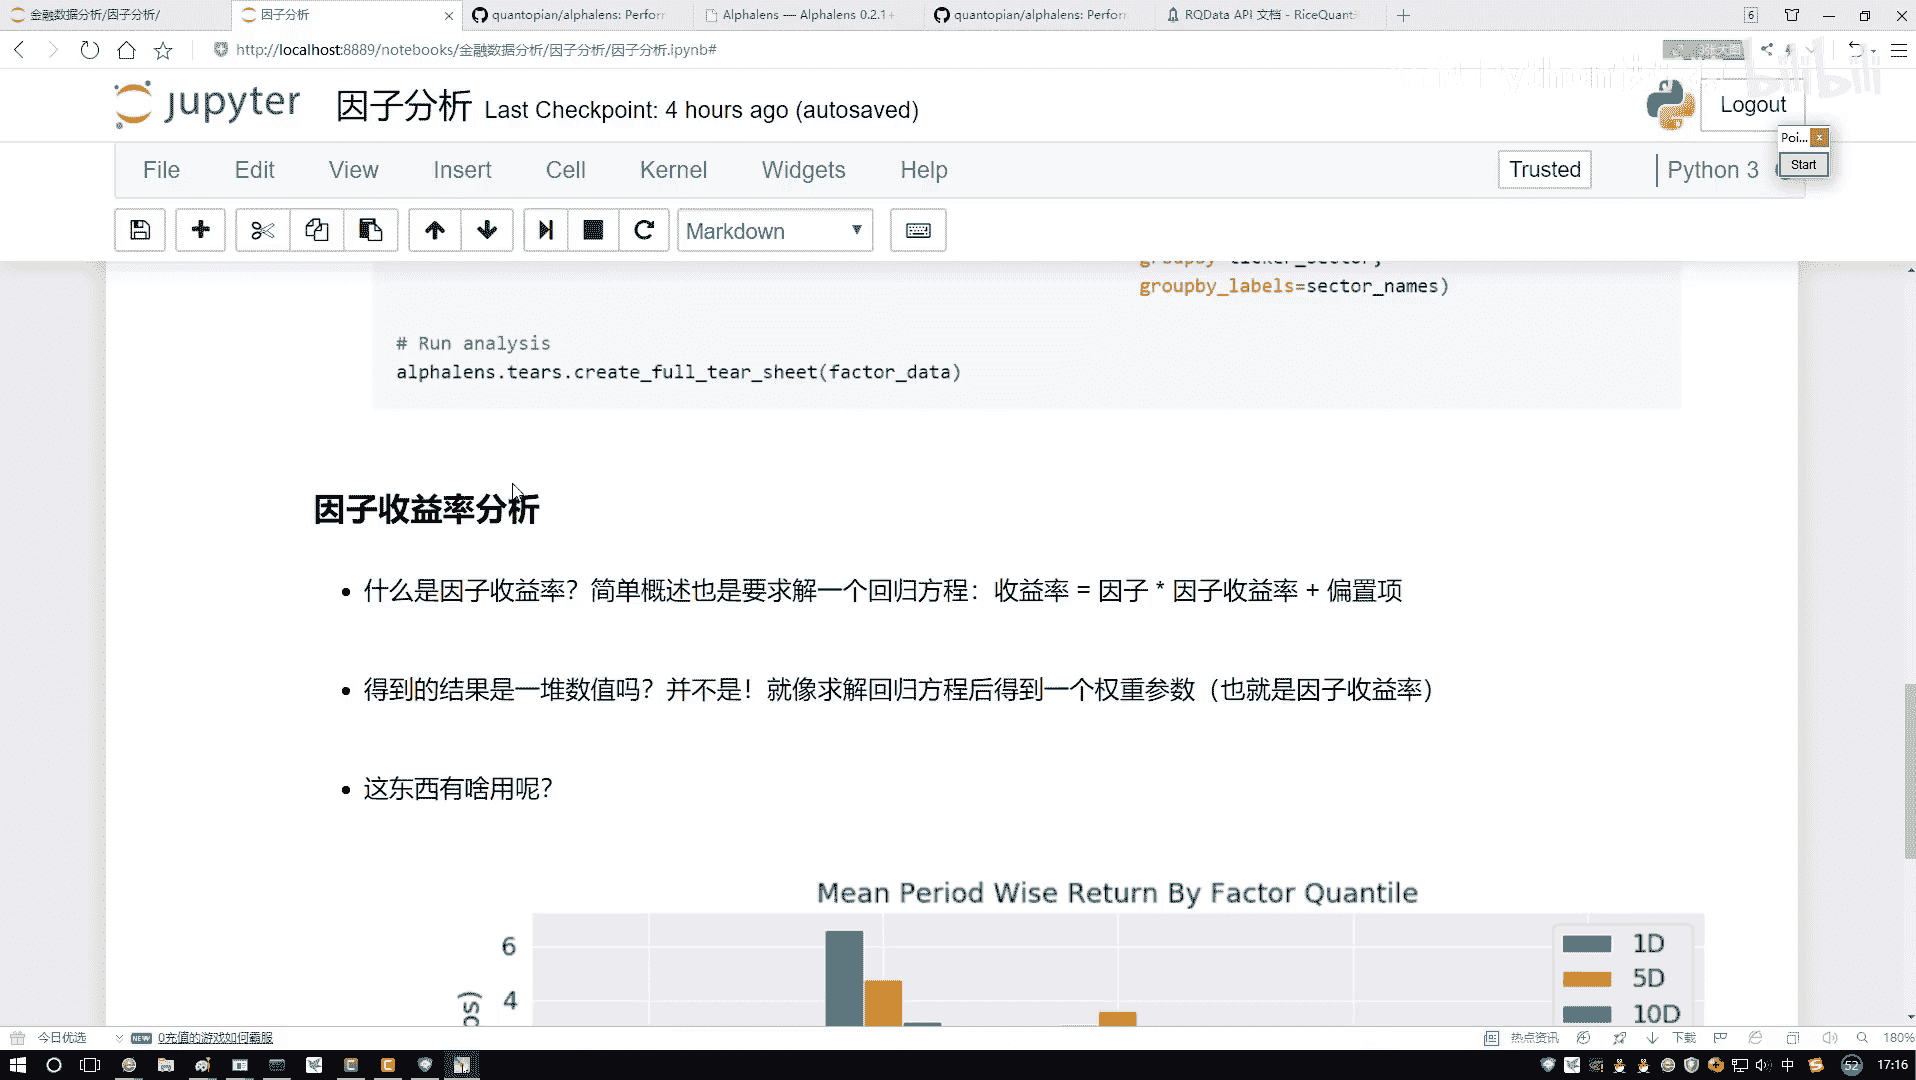 金融数据分析/因子分析/
因子分析
quantopian/alphalens: Perforr
Alphalens — Alphalens 0.2.1+
quantopian/alphalens: Perforr
RQData API 文档 - RiceQuant
6
http://localhost:8889/notebooks/金融数据分析/因子分析/因子分析.ipynb#
bilibili
jupyter
因子分析 Last Checkpoint: 4 hours ago (autosaved)
Logout
Poi...
Start
File Edit View Insert Cell Kernel Widgets Help
Trusted
Python 3
Markdown
groupby_labels=sector_names)
# Run analysis
alphalens.tears.create_full_tear_sheet(factor_data)
因子收益率分析
什么是因子收益率？简单概述也是要求解一个回归方程：收益率 = 因子 * 因子收益率 + 偏置项
得到的结果是一堆数值吗？并不是！就像求解回归方程后得到一个权重参数（也就是因子收益率）
这东西有啥用呢？
Mean Period Wise Return By Factor Quantile
6
4
1D
5D
10D
今日优选
NEW
0充值的游戏如何霸服
热点资讯
下载
180%
中
52
17:16